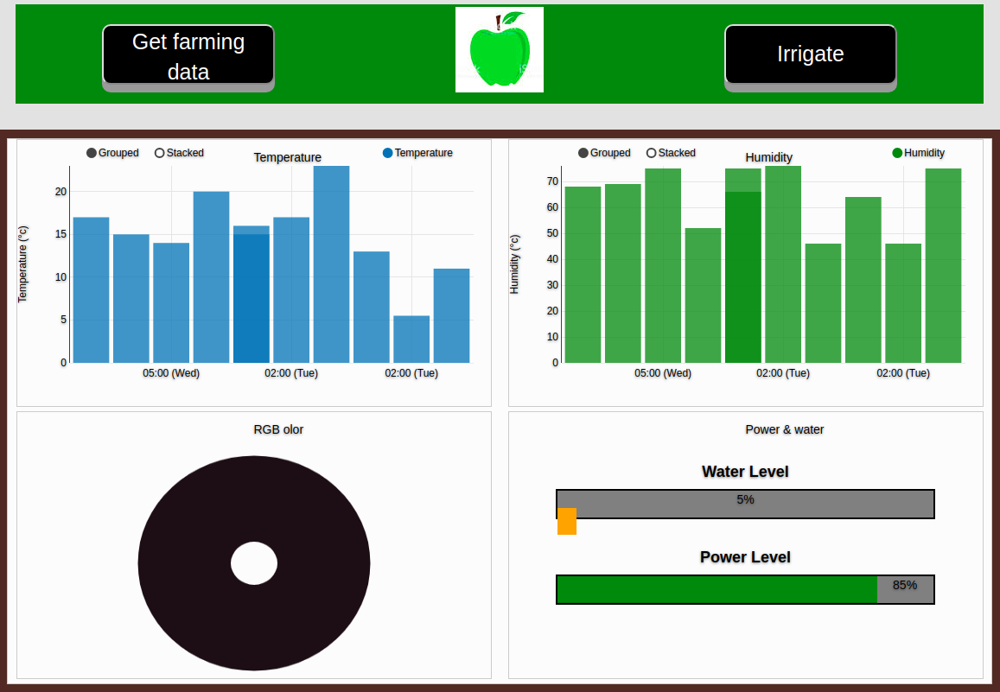 Get farming
data
Irrigate
Grouped Stacked Temperature Temperature
Temperature (°c)
20
15
10
5
0
05:00 (Wed) 02:00 (Tue) 02:00 (Tue)
Grouped Stacked Humidity Humidity
Humidity (°c)
70
60
50
40
30
20
10
0
05:00 (Wed) 02:00 (Tue) 02:00 (Tue)
RGB olor
Power & water
Water Level
5%
Power Level
85%